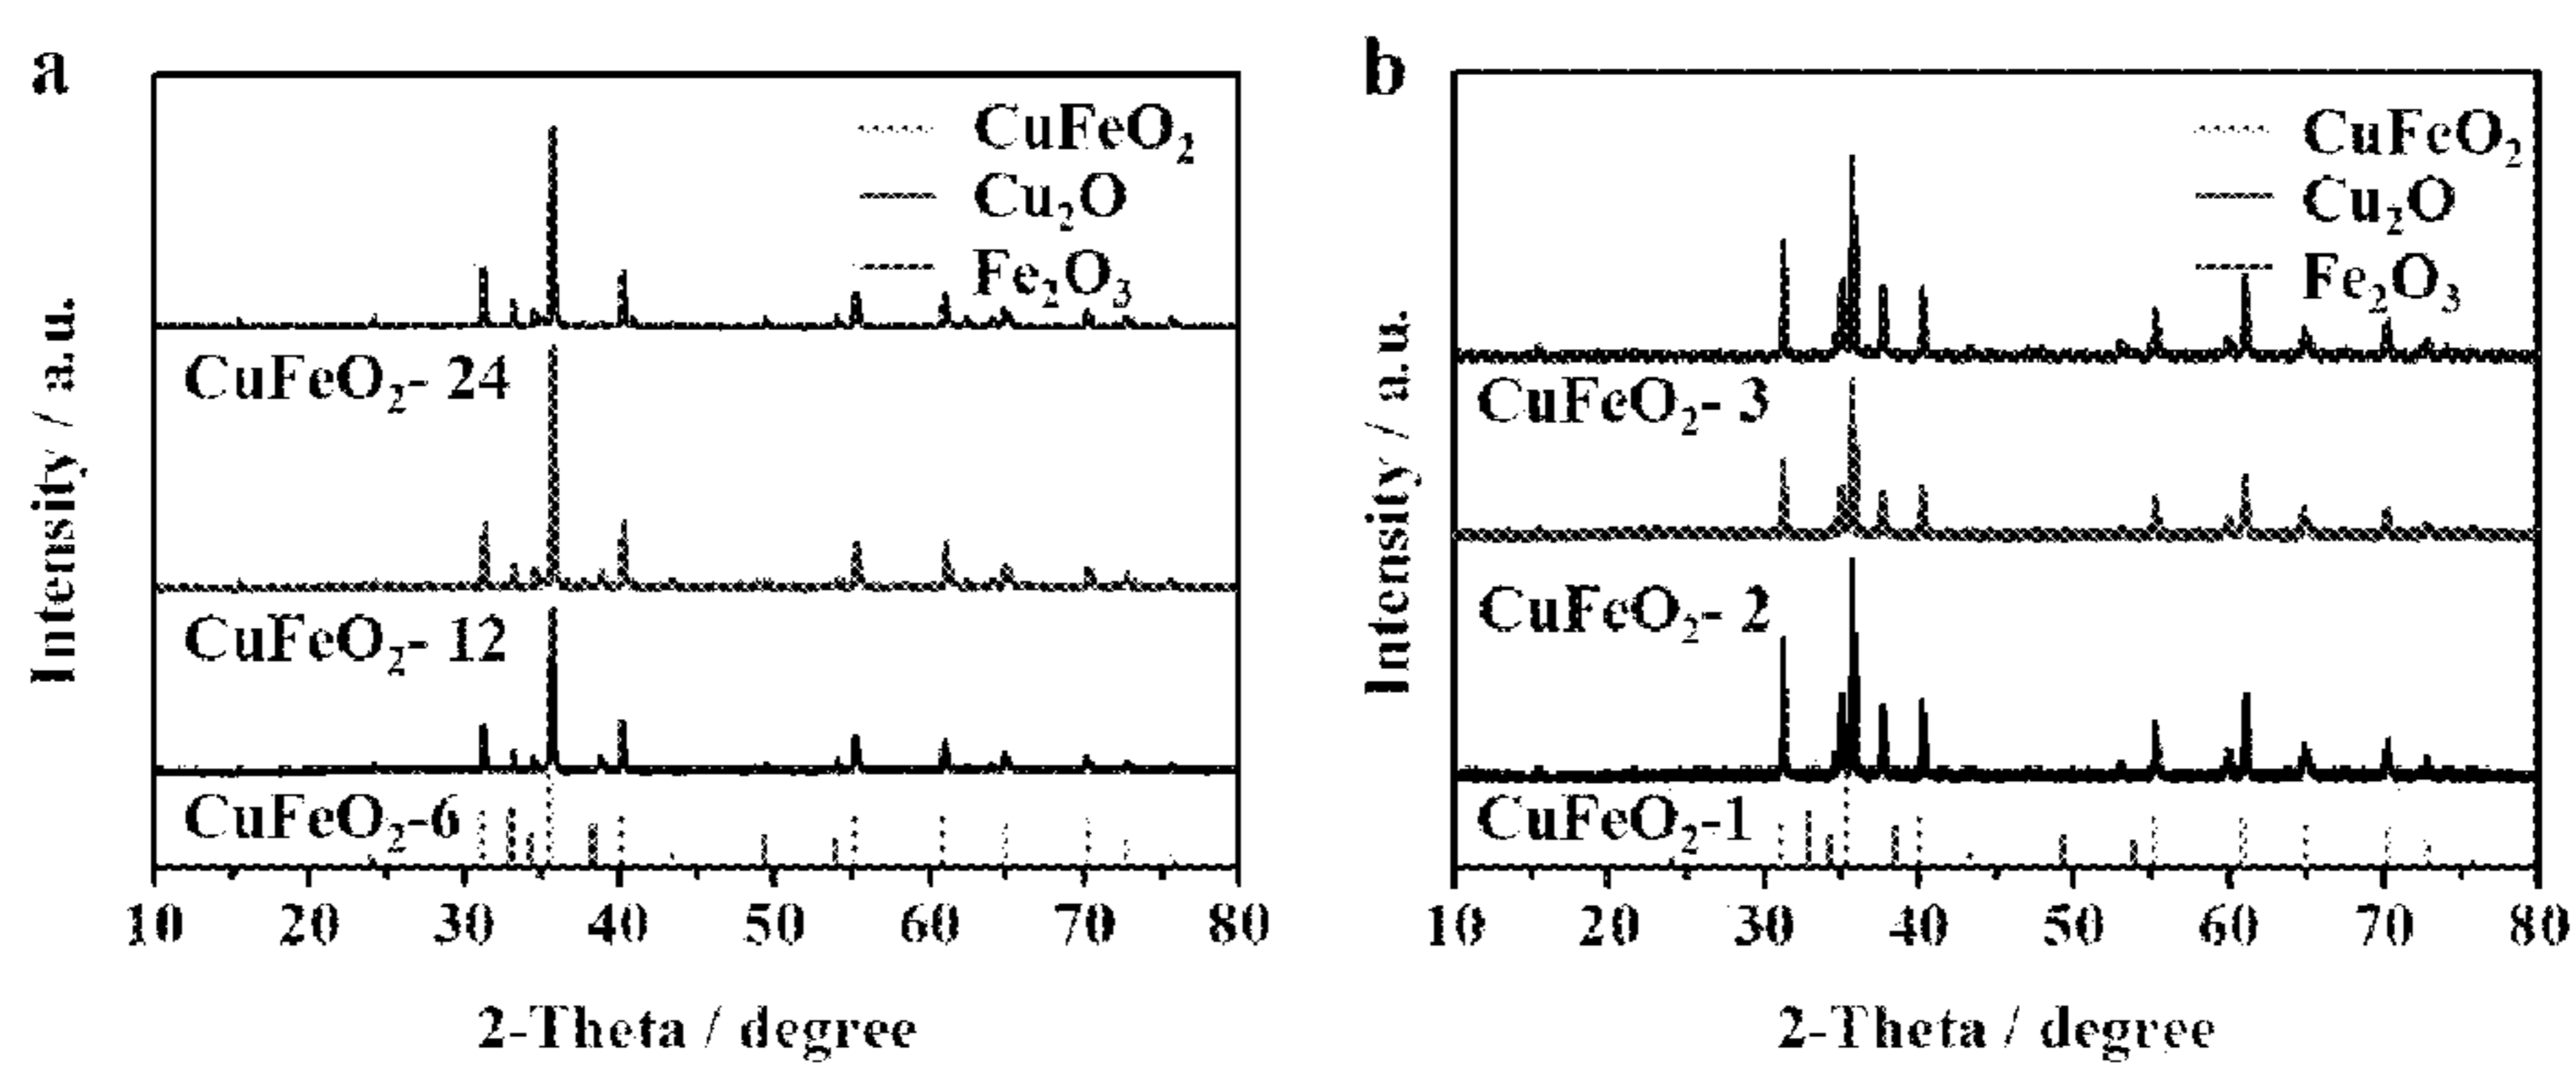 a
CuFeO₂
Cu₂O
Fe₂O₃
CuFeO₂- 24
CuFeO₂- 12
CuFeO₂-6
10 20 30 40 50 60 70 80
2-Theta / degree
Intensity / a.u.
b
CuFeO₂
Cu₂O
Fe₂O₃
CuFeO₂- 3
CuFeO₂- 2
CuFeO₂-1
10 20 30 40 50 60 70 80
2-Theta / degree
Intensity / a.u.